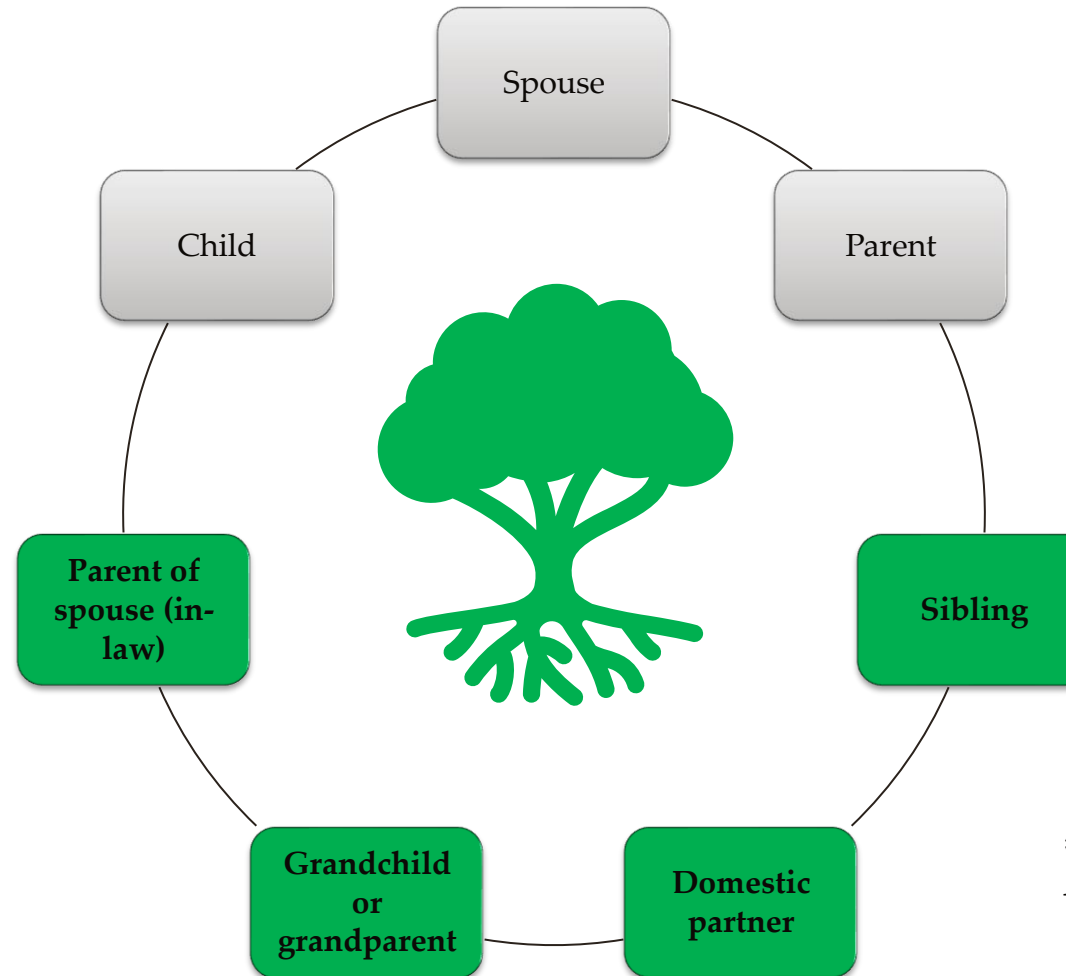 Spouse
Child
Parent
Parent of
spouse (in-
law)
Sibling
Grandchild
or
grandparent
Domestic
partner